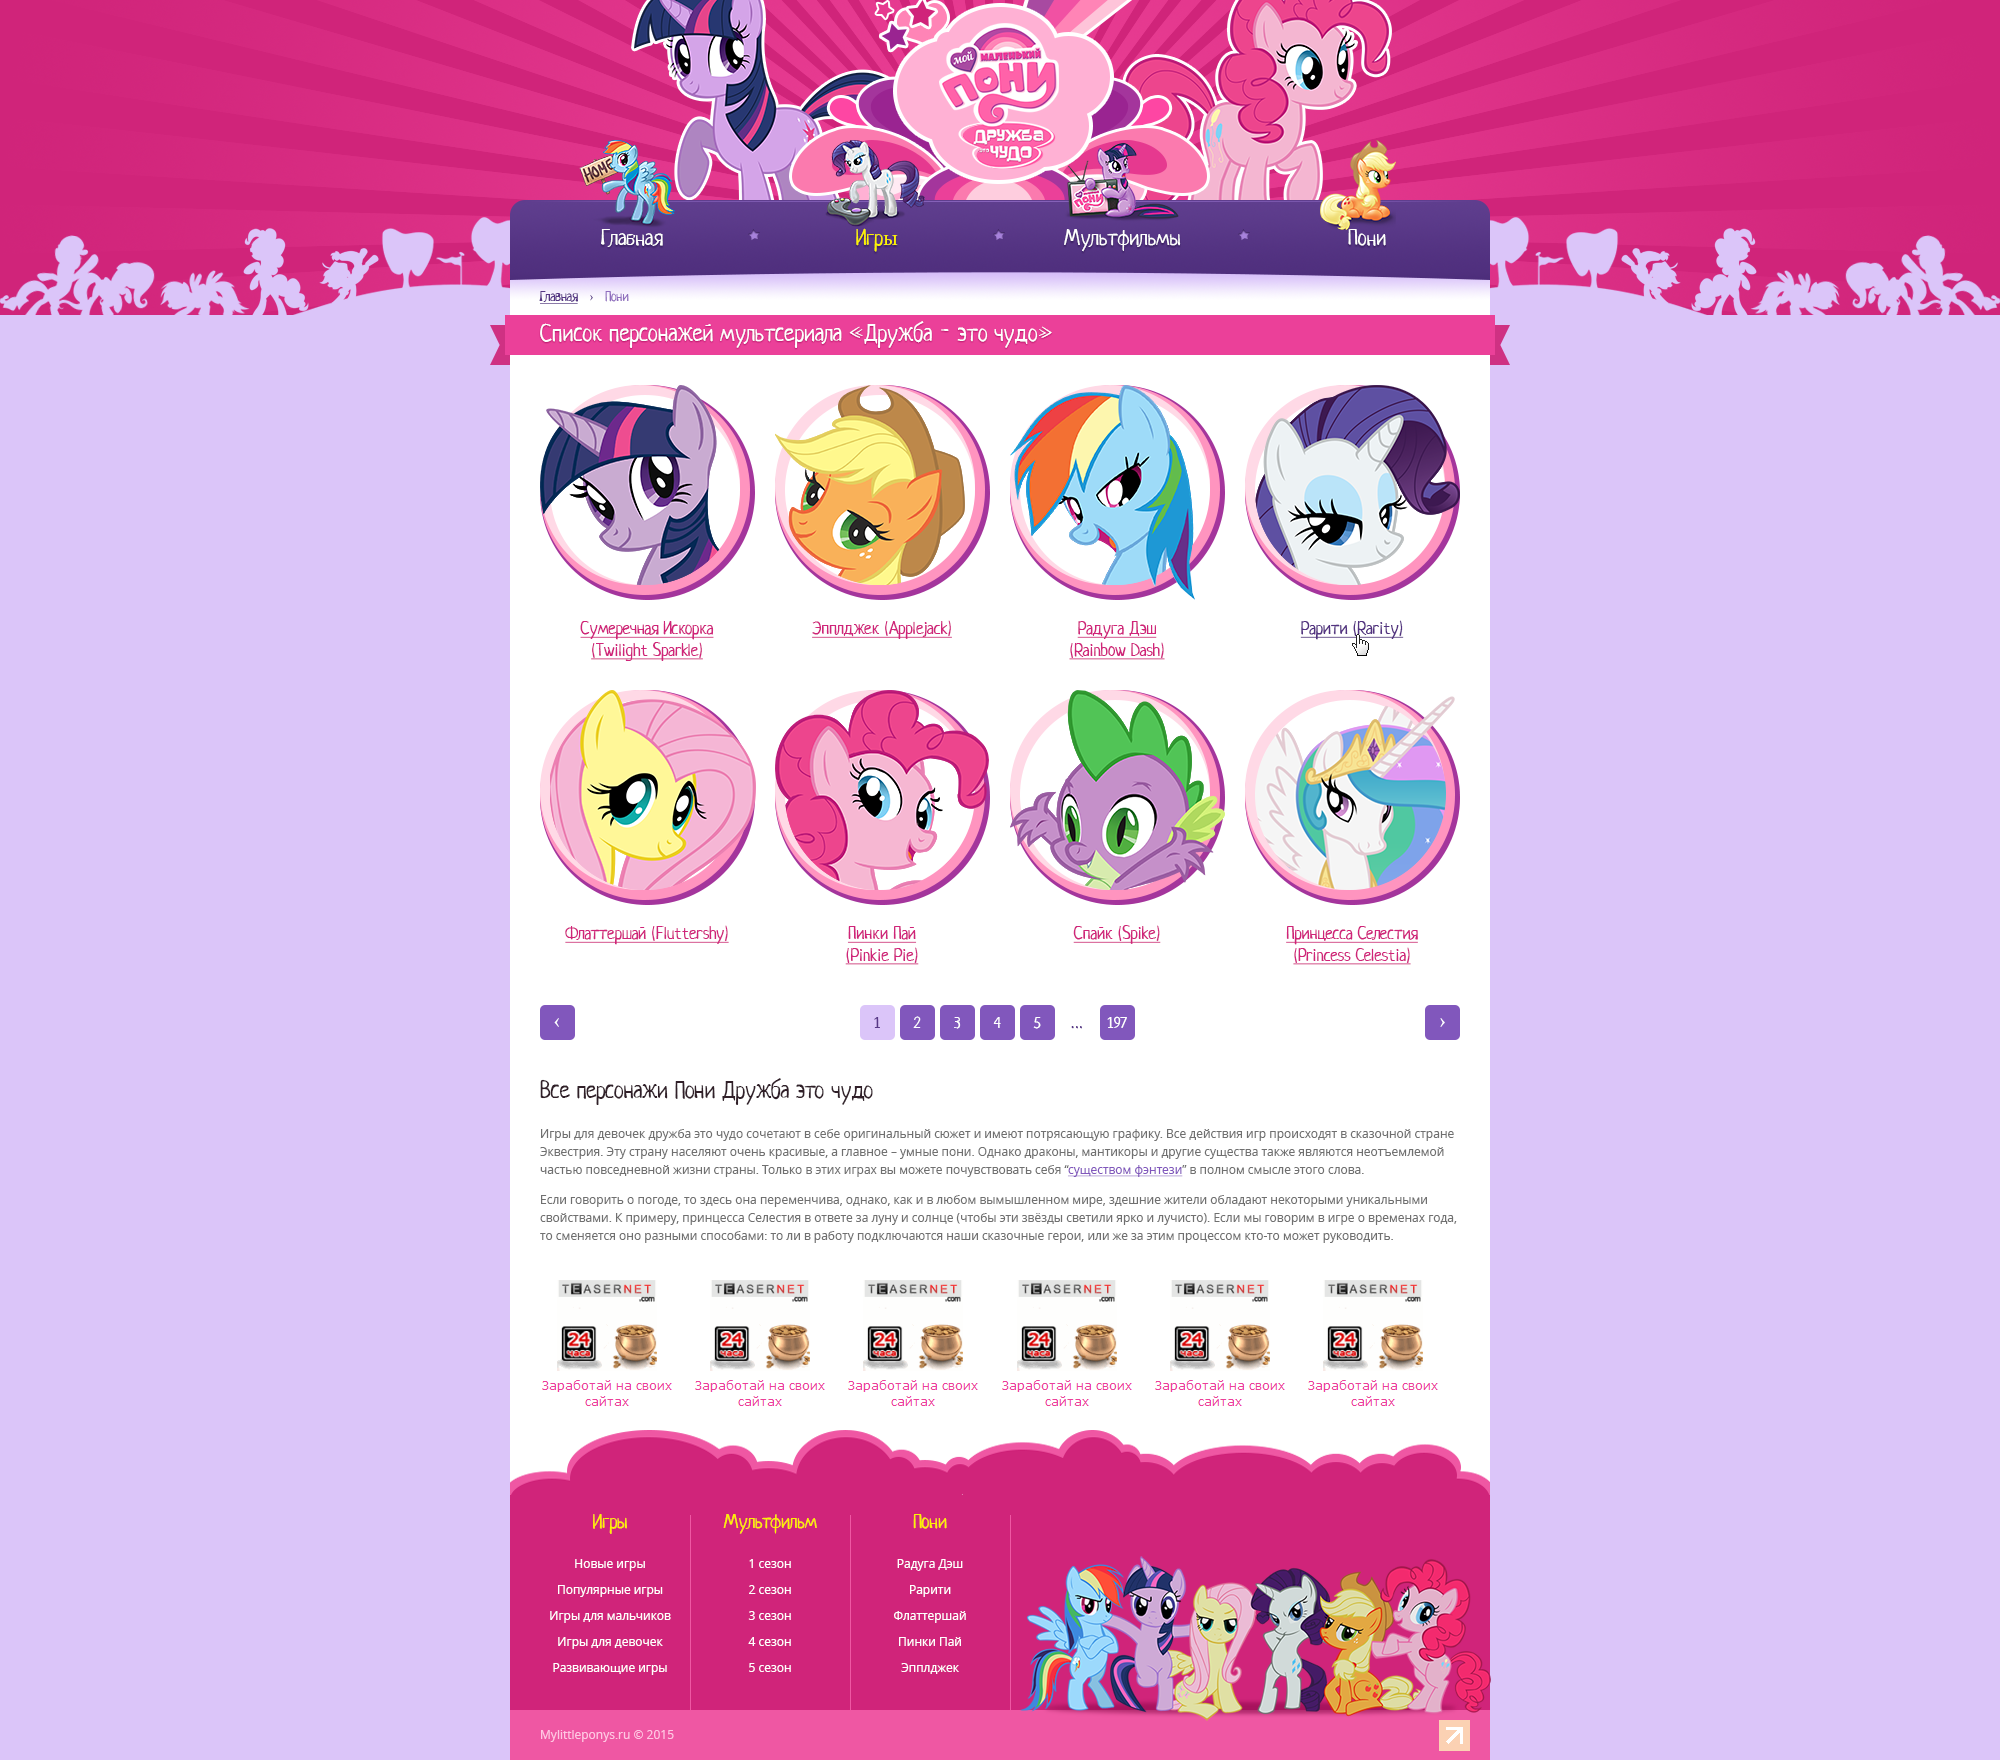 мой
МАЛЕНЬКИЙ
ПОНИ
ДРУЖБА
ЭТО ЧУДО
HOME
ПОНИ
Главная
Игры
Мультфильмы
Пони
Главная › Пони
Список персонажей мультсериала «Дружба - это чудо»
Сумеречная Искорка
(Twilight Sparkle)
Эпплджек (Applejack)
Радуга Дэш
(Rainbow Dash)
Рарити (Rarity)
Флаттершай (Fluttershy)
Пинки Пай
(Pinkie Pie)
Спайк (Spike)
Принцесса Селестия
(Princess Celestia)
‹ 1 2 3 4 5 ... 197 ›
Все персонажи Пони Дружба это чудо
Игры для девочек дружба это чудо сочетают в себе оригинальный сюжет и имеют потрясающую графику. Все действия игр происходят в сказочной стране
Эквестрия. Эту страну населяют очень красивые, а главное – умные пони. Однако драконы, мантикоры и другие существа также являются неотъемлемой
частью повседневной жизни страны. Только в этих играх вы можете почувствовать себя “существом фэнтези” в полном смысле этого слова.
Если говорить о погоде, то здесь она переменчива, однако, как и в любом вымышленном мире, здешние жители обладают некоторыми уникальными
свойствами. К примеру, принцесса Селестия в ответе за луну и солнце (чтобы эти звёзды светили ярко и лучисто). Если мы говорим в игре о временах года,
то сменяется оно разными способами: то ли в работу подключаются наши сказочные герои, или же за этим процессом кто-то может руководить.
TEASERNET
.com
24
часа
Заработай на своих
сайтах
TEASERNET
.com
24
часа
Заработай на своих
сайтах
TEASERNET
.com
24
часа
Заработай на своих
сайтах
TEASERNET
.com
24
часа
Заработай на своих
сайтах
TEASERNET
.com
24
часа
Заработай на своих
сайтах
TEASERNET
.com
24
часа
Заработай на своих
сайтах
Игры
Новые игры
Популярные игры
Игры для мальчиков
Игры для девочек
Развивающие игры
Мультфильм
1 сезон
2 сезон
3 сезон
4 сезон
5 сезон
Пони
Радуга Дэш
Рарити
Флаттершай
Пинки Пай
Эпплджек
Mylittleponys.ru © 2015